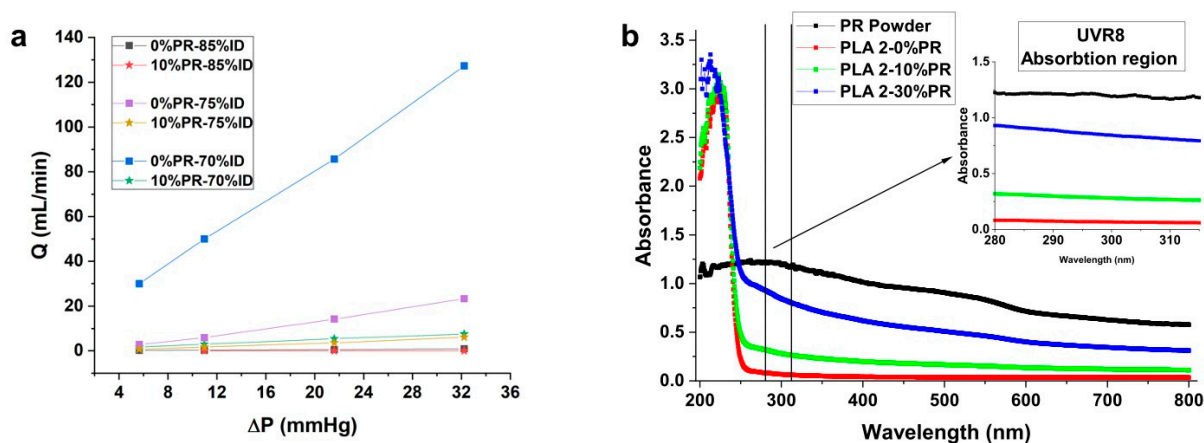 a
140
120
100
80
60
40
20
0
Q (mL/min)
0%PR-85%ID
10%PR-85%ID
0%PR-75%ID
10%PR-75%ID
0%PR-70%ID
10%PR-70%ID
0 4 8 12 16 20 24 28 32 36
ΔP (mmHg)
b
3.5
3.0
2.5
2.0
1.5
1.0
0.5
0.0
Absorbance
PR Powder
PLA 2-0%PR
PLA 2-10%PR
PLA 2-30%PR
200 300 400 500 600 700 800
Wavelength (nm)
UVR8
Absorbtion region
1.5
1.0
0.5
0.0
Absorbance
280 290 300 310
Wavelength (nm)